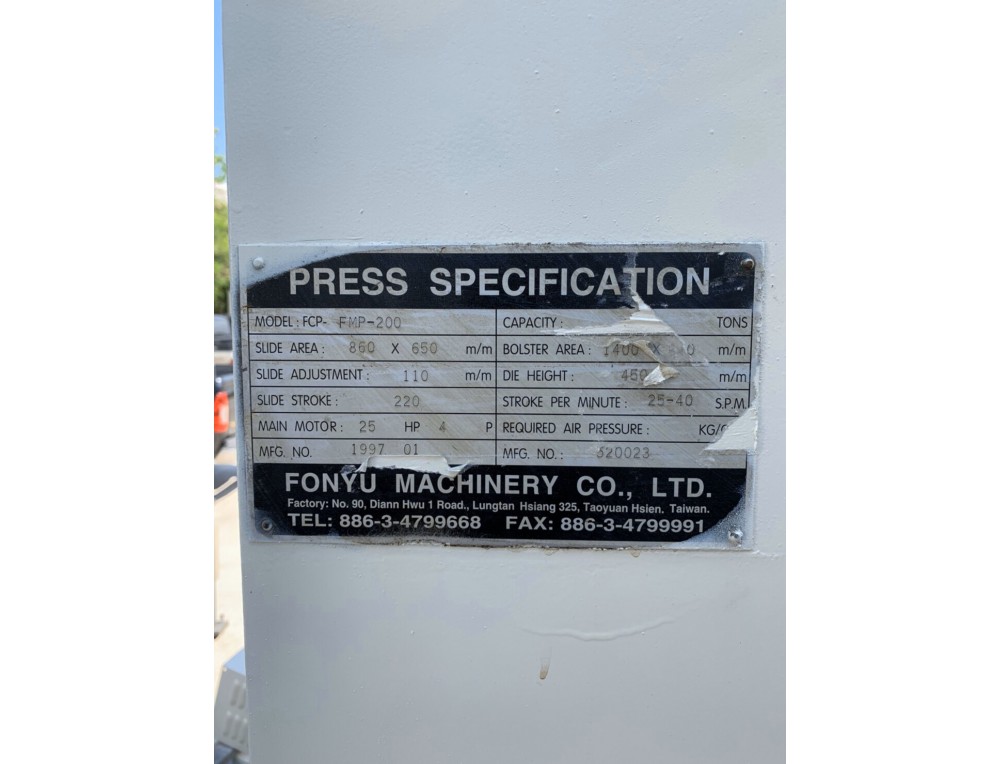 PRESS SPECIFICATION
MODEL: FCP- FMP-200 CAPACITY: TONS
SLIDE AREA: 860 X 650 m/m BOLSTER AREA: 1400 X m/m
SLIDE ADJUSTMENT: 110 m/m DIE HEIGHT: 450 m/m
SLIDE STROKE: 220 STROKE PER MINUTE: 25-40 S.P.M
MAIN MOTOR: 25 HP 4 P REQUIRED AIR PRESSURE:
MFG. NO. 1997 01 MFG. NO.: 620023
FONYU MACHINERY CO., LTD.
Factory: No. 90, Diann Hwu 1 Road., Lungtan Hsiang 325, Taoyuan Hsien, Taiwan.
TEL: 886-3-4799668 FAX: 886-3-4799991